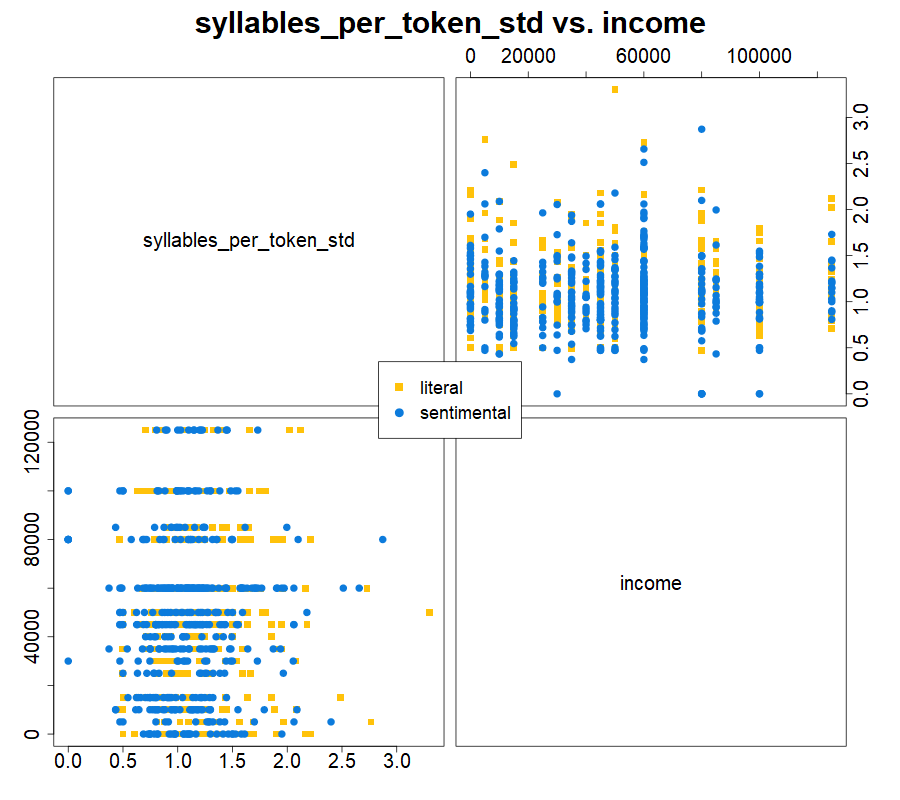 syllables_per_token_std vs. income
0 20000 60000 100000
syllables_per_token_std
0.0 0.5 1.0 1.5 2.0 2.5 3.0
literal
sentimental
0 40000 80000 120000
income
0.0 0.5 1.0 1.5 2.0 2.5 3.0